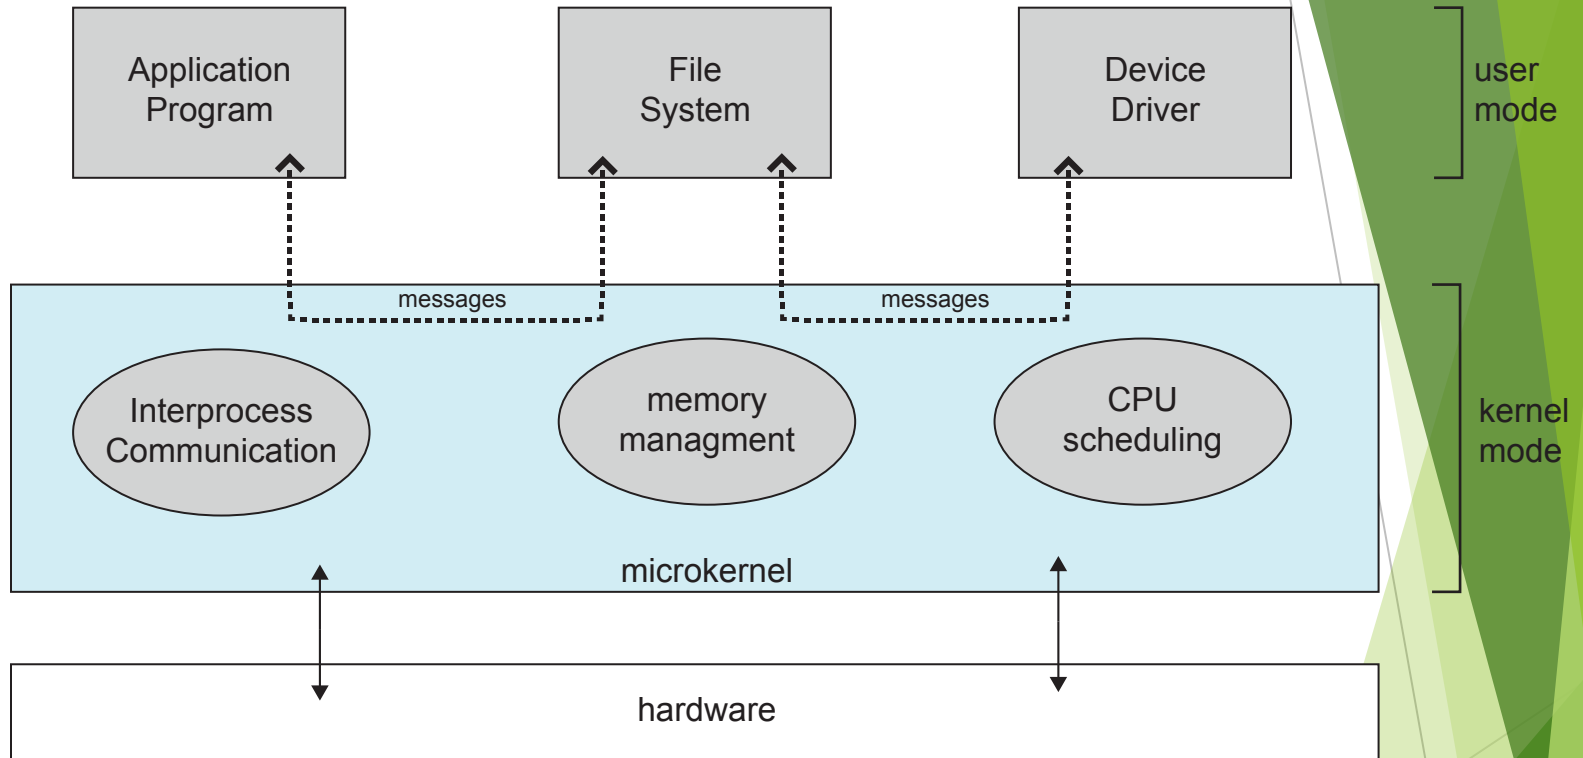 Application
Program
File
System
Device
Driver
user
mode
messages
messages
Interprocess
Communication
memory
managment
CPU
scheduling
kernel
mode
microkernel
hardware